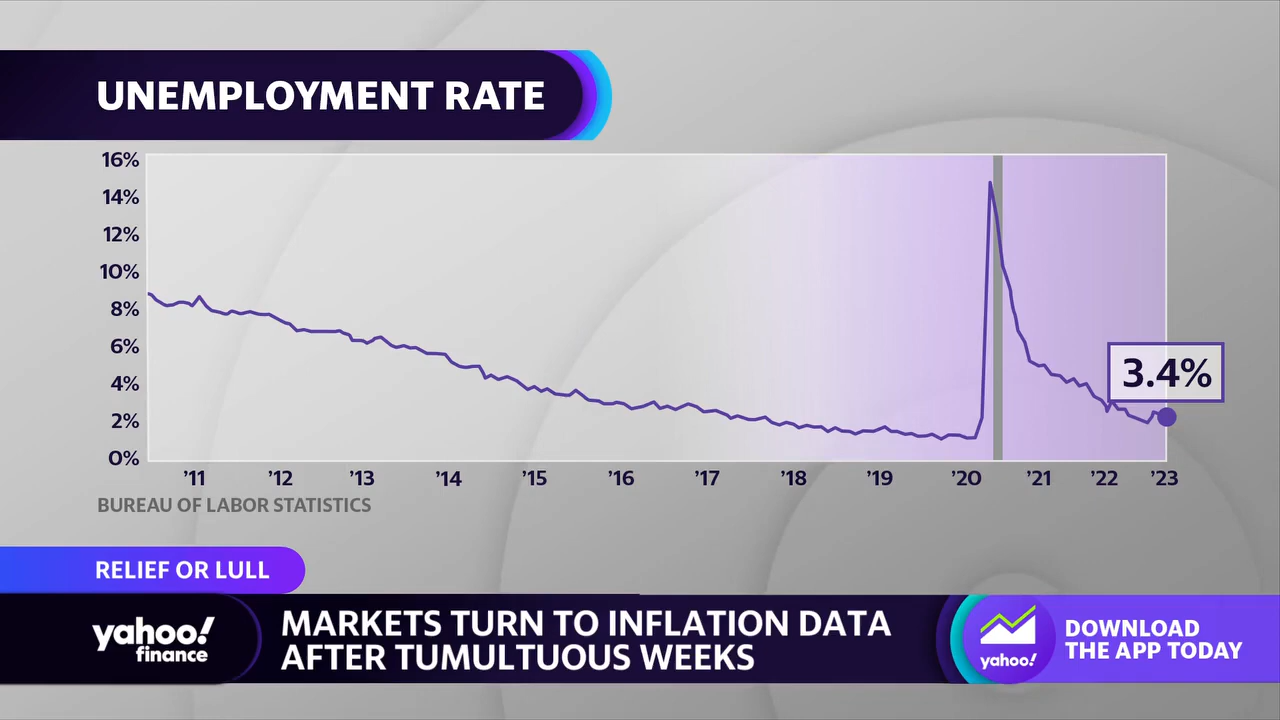 UNEMPLOYMENT RATE
16%
14%
12%
10%
8%
6%
4%
2%
0%
3.4%
'11 '12 '13 '14 '15 '16 '17 '18 '19 '20 '21 '22 '23
BUREAU OF LABOR STATISTICS
RELIEF OR LULL
yahoo!
finance
MARKETS TURN TO INFLATION DATA
AFTER TUMULTUOUS WEEKS
yahoo!
DOWNLOAD
THE APP TODAY